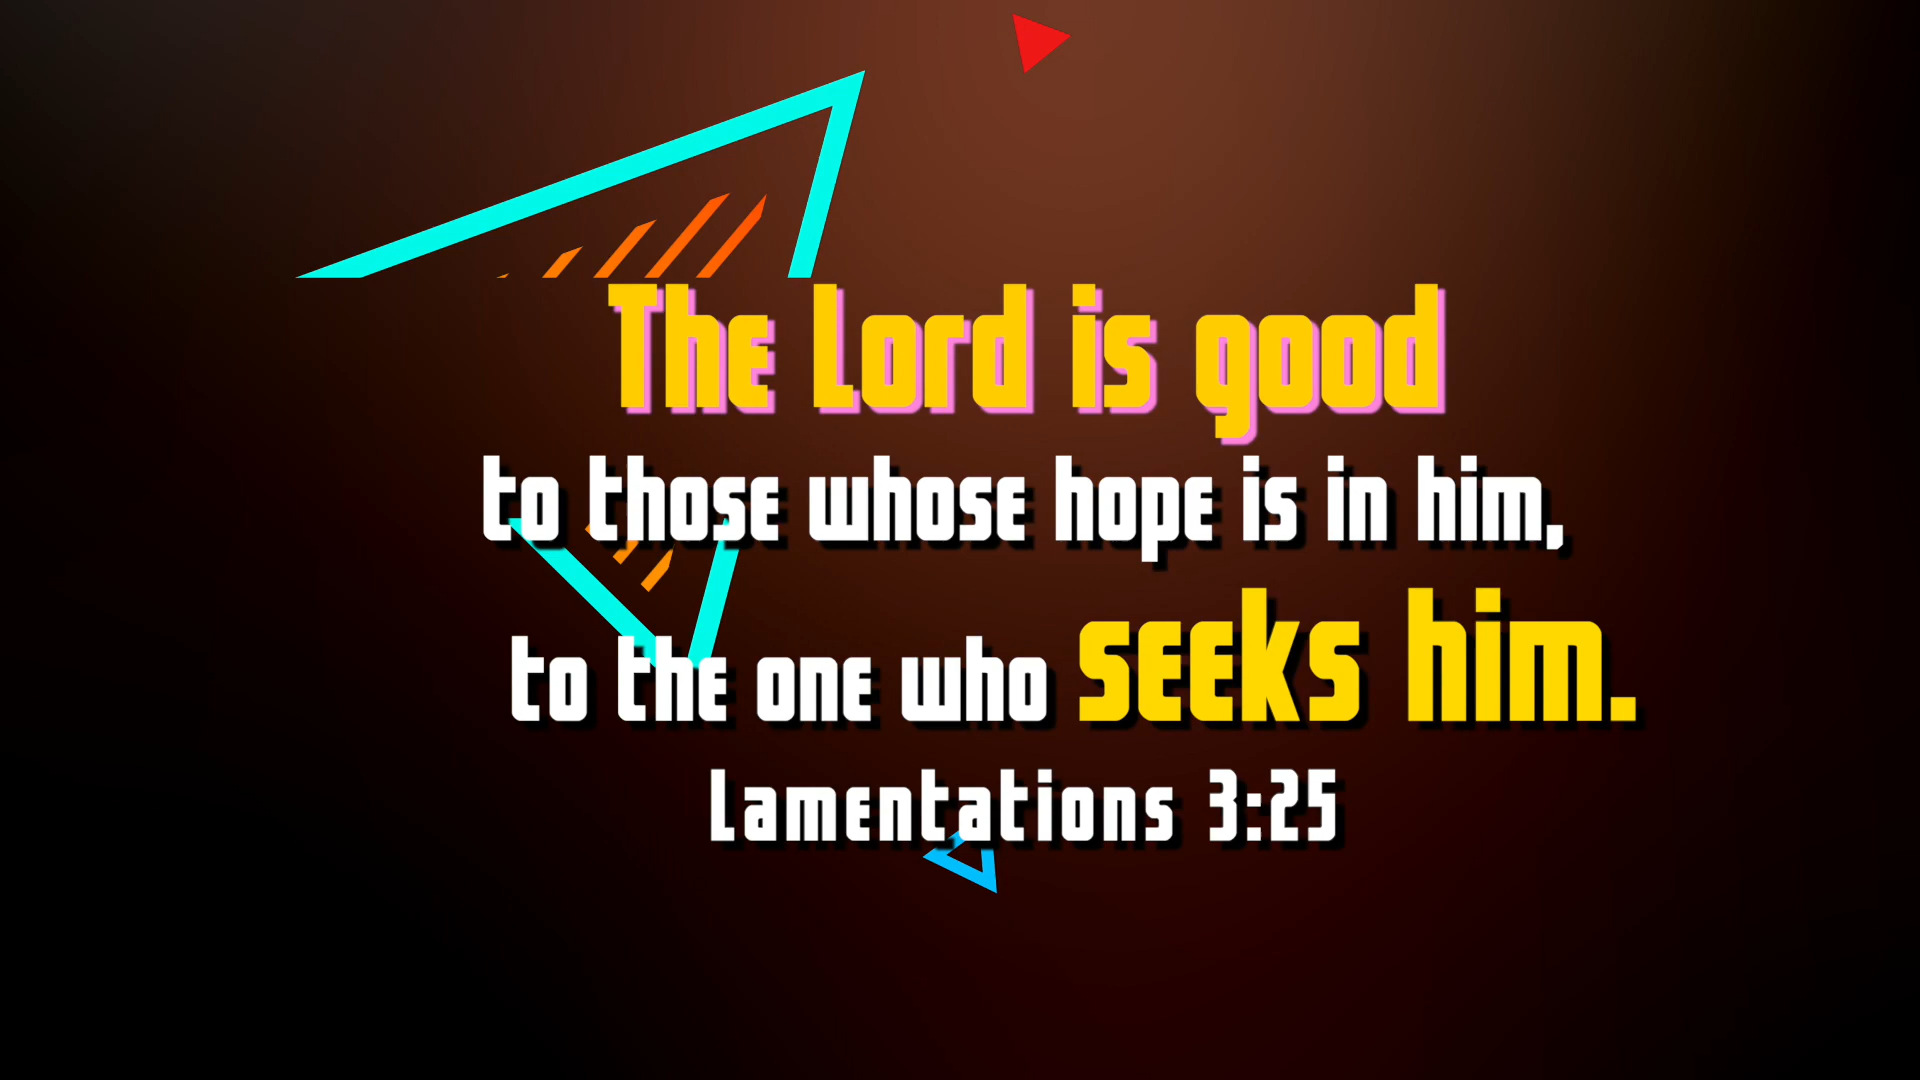 The Lord is good
to those whose hope is in him,
to the one who seeks him.
Lamentations 3:25